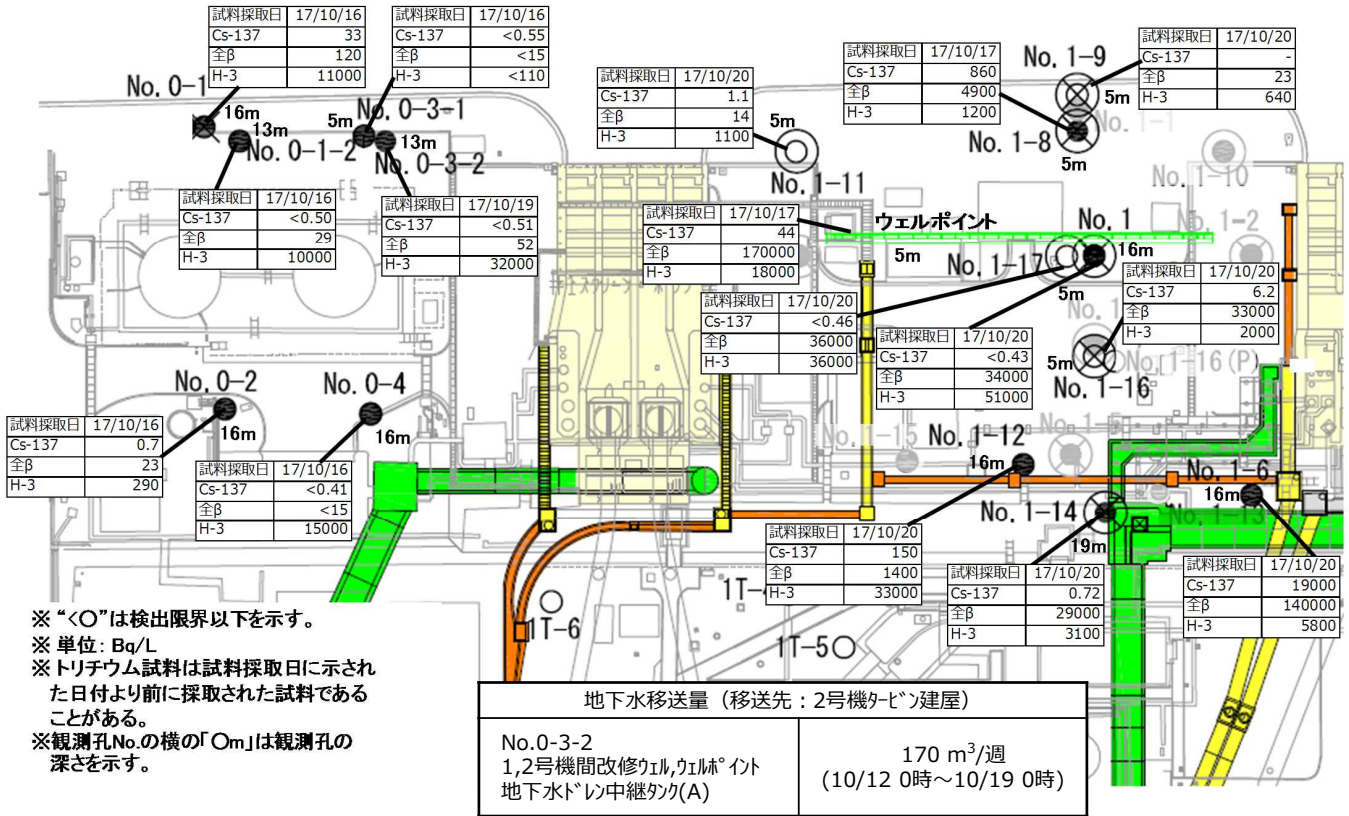 試料採取日 17/10/16
Cs-137 33
全β 120
H-3 11000
試料採取日 17/10/16
Cs-137 <0.55
全β <15
H-3 <110
試料採取日 17/10/20
Cs-137 1.1
全β 14
H-3 1100
試料採取日 17/10/17
Cs-137 860
全β 4900
H-3 1200
試料採取日 17/10/20
Cs-137 -
全β 23
H-3 640
No. 0-1
16m
13m
No. 0-1-2
5m
No. 0-3-1
13m
No. 0-3-2
5m
No. 1-11
No. 1-9
5m
No. 1-1
No. 1-8
5m
No. 1-10
試料採取日 17/10/16
Cs-137 <0.50
全β 29
H-3 10000
試料採取日 17/10/19
Cs-137 <0.51
全β 52
H-3 32000
試料採取日 17/10/17
Cs-137 44
全β 170000
H-3 18000
ウェルポイント
5m
No. 1-17
5m
No. 1
16m
No. 1-2
試料採取日 17/10/20
Cs-137 <0.46
全β 36000
H-3 36000
試料採取日 17/10/20
Cs-137 <0.43
全β 34000
H-3 51000
試料採取日 17/10/20
Cs-137 6.2
全β 33000
H-3 2000
5m
No. 1-16
No. 1-16 (P)
No. 0-2
16m
No. 0-4
16m
試料採取日 17/10/16
Cs-137 0.7
全β 23
H-3 290
試料採取日 17/10/16
Cs-137 <0.41
全β <15
H-3 15000
No. 1-15
No. 1-12
16m
No. 1-5
No. 1-6
16m
No. 1-13
No. 1-14
19m
試料採取日 17/10/20
Cs-137 150
全β 1400
H-3 33000
試料採取日 17/10/20
Cs-137 0.72
全β 29000
H-3 3100
試料採取日 17/10/20
Cs-137 19000
全β 140000
H-3 5800
1T-6
1T-5
※ “<〇”は検出限界以下を示す。
※ 単位: Bq/L
※ トリチウム試料は試料採取日に示され
た日付より前に採取された試料である
ことがある。
※観測孔No.の横の「〇m」は観測孔の
深さを示す。
地下水移送量（移送先：2号機ﾀｰﾋﾞﾝ建屋）
No.0-3-2
1,2号機間改修ｳｪﾙ,ｳｪﾙﾎﾟｲﾝﾄ
地下水ﾄﾞﾚﾝ中継ﾀﾝｸ(A)
170 m³/週
(10/12 0時～10/19 0時)